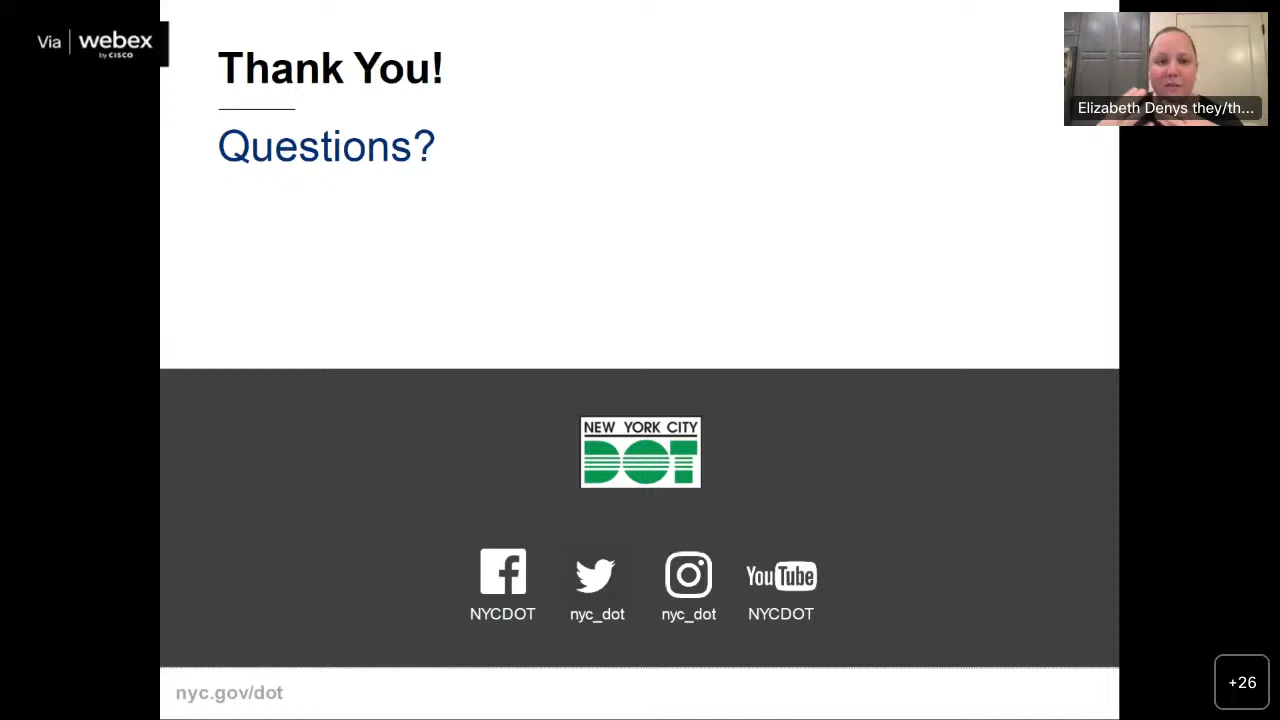 Via webex
by CISCO
Thank You!
Questions?
Elizabeth Denys they/th...
NEW YORK CITY
DOT
YouTube
NYCDOT
nyc_dot
nyc_dot
NYCDOT
nyc.gov/dot
+26